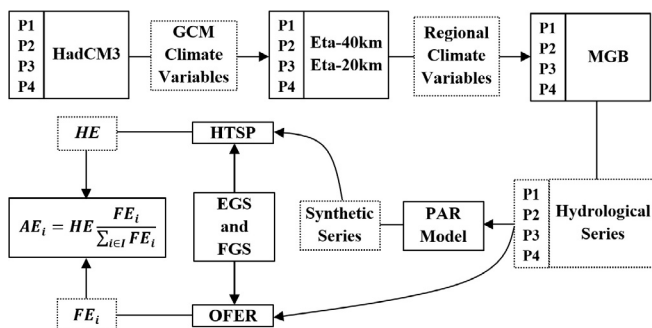 P1
P2
P3
P4
HadCM3
GCM
Climate
Variables
P1
P2
P3
P4
Eta-40km
Eta-20km
Regional
Climate
Variables
P1
P2
P3
P4
MGB
HE
HTSP
AE_i = HE FE_i / ∑_{i∈I} FE_i
EGS
and
FGS
Synthetic
Series
PAR
Model
P1
P2
P3
P4
Hydrological
Series
FE_i
OFER